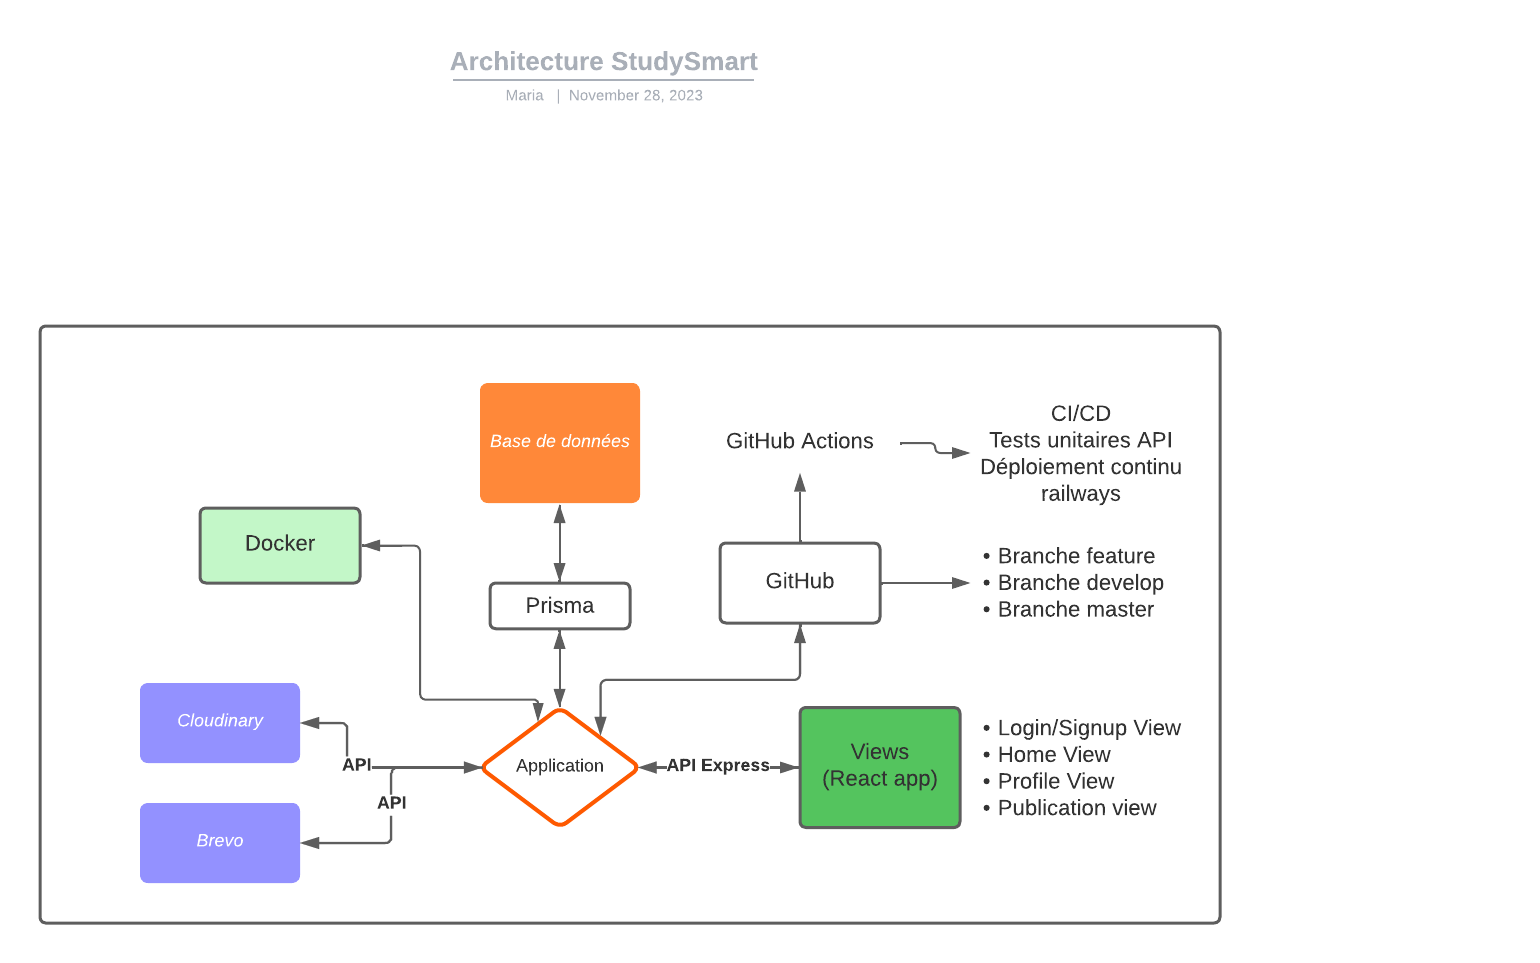 Architecture StudySmart
Maria | November 28, 2023
Base de données
GitHub Actions
CI/CD
Tests unitaires API
Déploiement continu
railways
Docker
Prisma
GitHub
• Branche feature
• Branche develop
• Branche master
Cloudinary
API
Application
API Express
Views
(React app)
• Login/Signup View
• Home View
• Profile View
• Publication view
API
Brevo